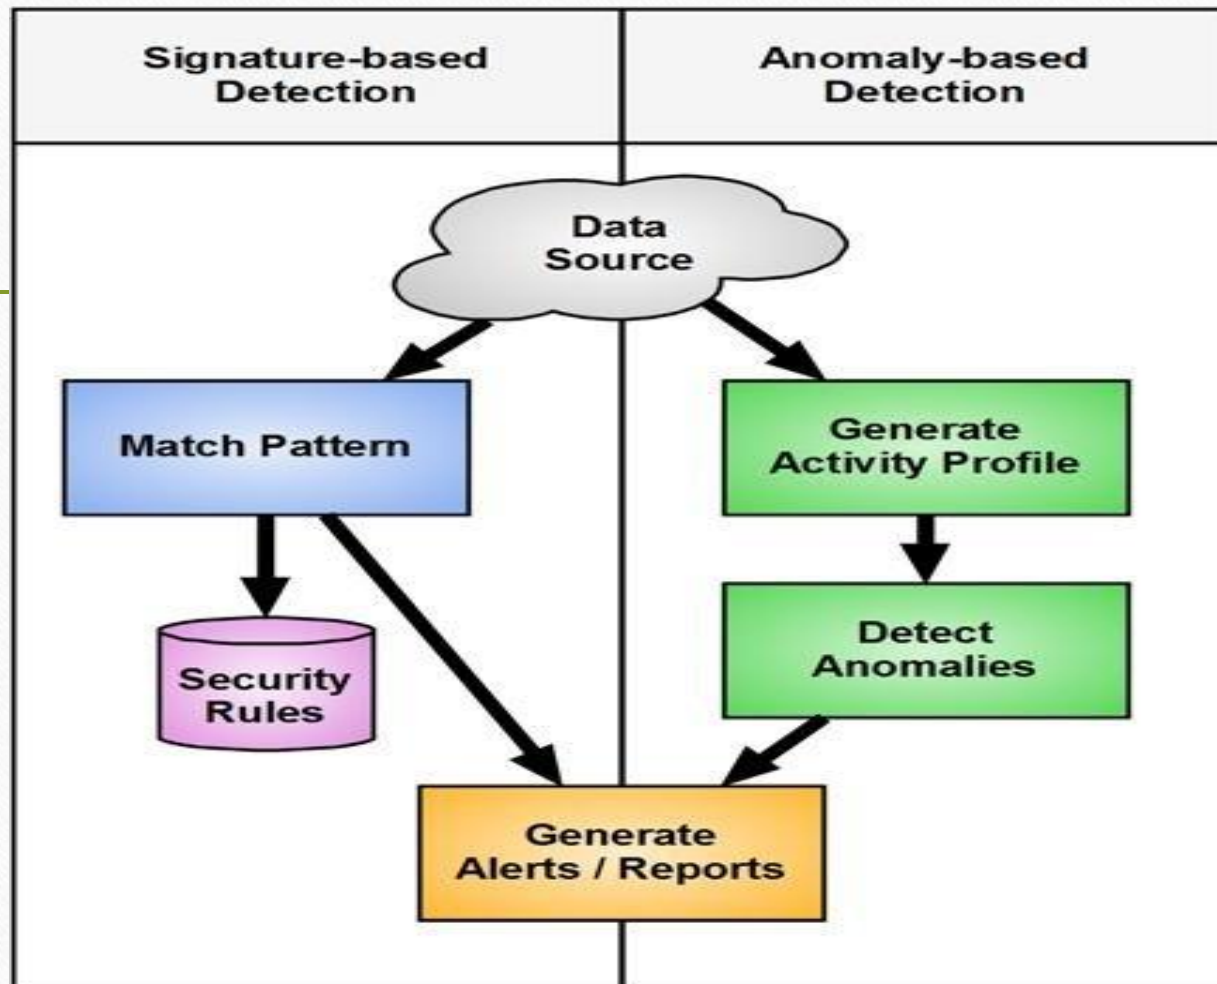 Signature-based
Detection
Anomaly-based
Detection
Data
Source
Match Pattern
Generate
Activity Profile
Security
Rules
Detect
Anomalies
Generate
Alerts / Reports